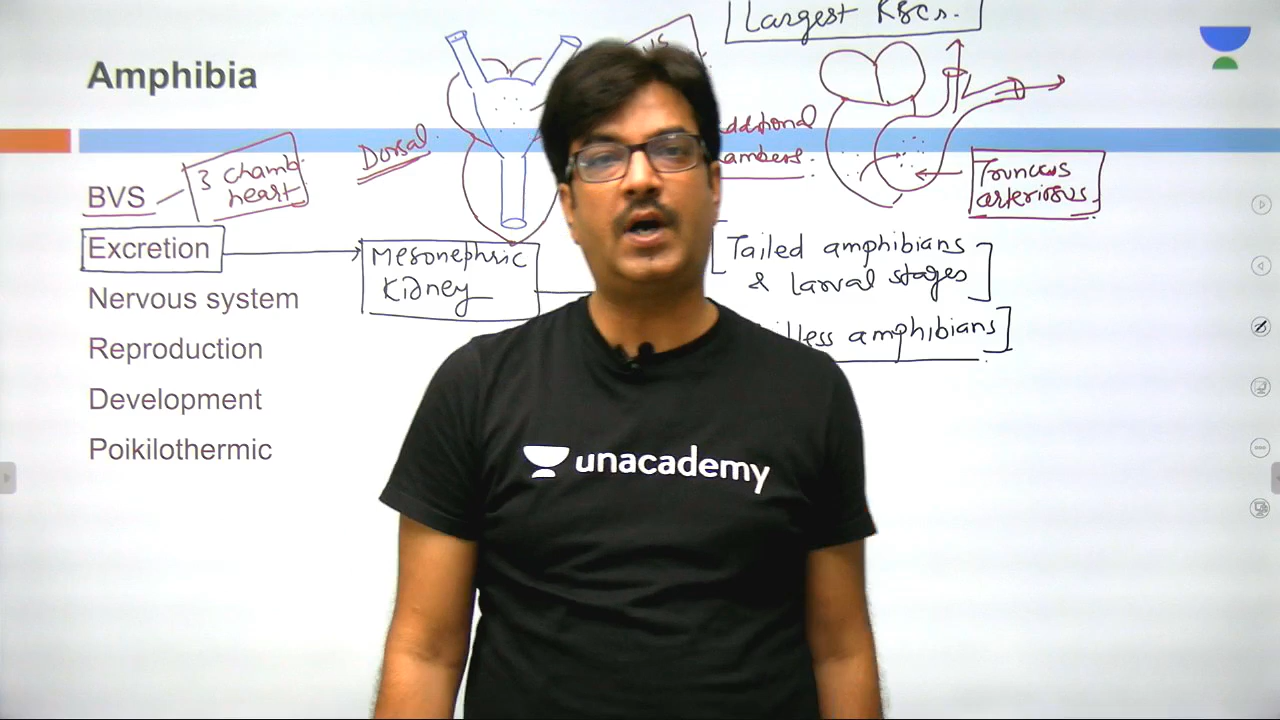 Largest RBCs.
Amphibia
Dorsal
additional
chambers.
3 chamb
heart
BVS
Truncus
arteriosus.
Excretion
Mesonephric
Kidney
Tailed amphibians
& larval stages
Nervous system
less amphibians
Reproduction
Development
Poikilothermic
unacademy